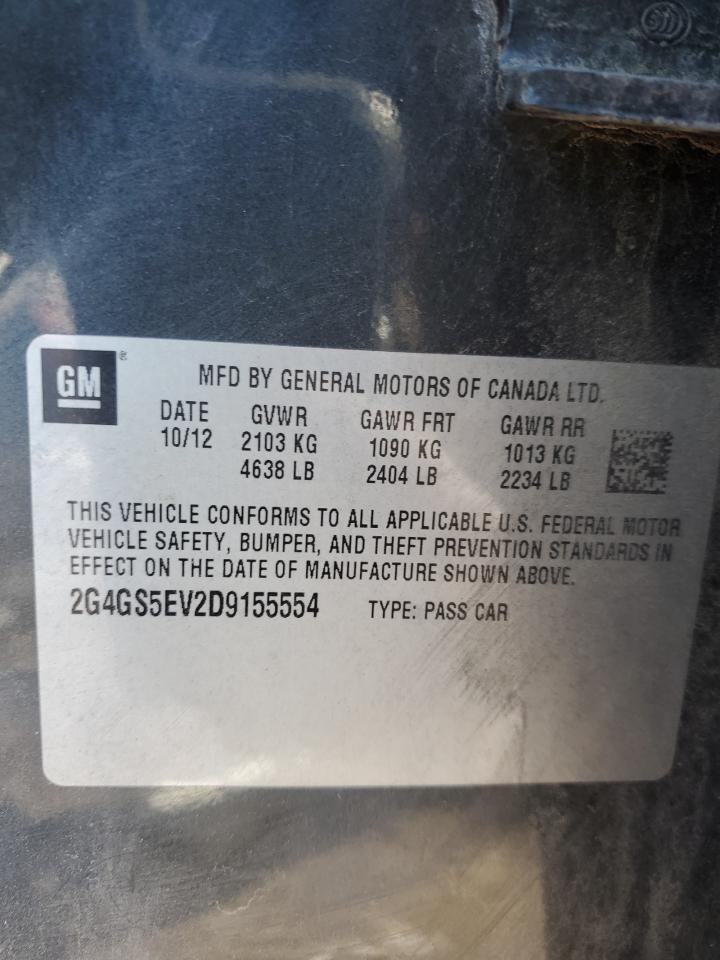 GM ®
MFD BY GENERAL MOTORS OF CANADA LTD.
DATE GVWR GAWR FRT GAWR RR
10/12 2103 KG 1090 KG 1013 KG
4638 LB 2404 LB 2234 LB
THIS VEHICLE CONFORMS TO ALL APPLICABLE U.S. FEDERAL MOTOR
VEHICLE SAFETY, BUMPER, AND THEFT PREVENTION STANDARDS IN
EFFECT ON THE DATE OF MANUFACTURE SHOWN ABOVE.
2G4GS5EV2D9155554 TYPE: PASS CAR